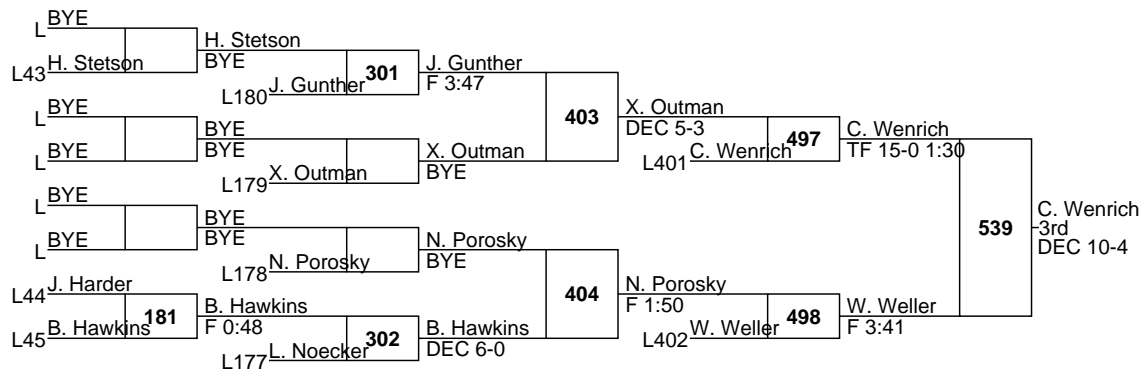 L BYE
L43 H. Stetson
H. Stetson
BYE
L180 J. Gunther
301
J. Gunther
F 3:47
L BYE
L BYE
BYE
BYE
L179 X. Outman
X. Outman
BYE
403
X. Outman
DEC 5-3
L401 C. Wenrich
497
C. Wenrich
TF 15-0 1:30
L BYE
L BYE
BYE
BYE
L178 N. Porosky
N. Porosky
BYE
L44 J. Harder
L45 B. Hawkins
181
B. Hawkins
F 0:48
L177 L. Noecker
302
B. Hawkins
DEC 6-0
404
N. Porosky
F 1:50
L402 W. Weller
498
W. Weller
F 3:41
539
C. Wenrich
3rd
DEC 10-4